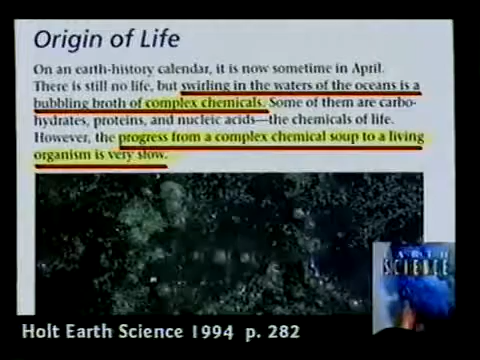 Origin of Life
On an earth-history calendar, it is now sometime in April.
There is still no life, but swirling in the waters of the oceans is a
bubbling broth of complex chemicals. Some of them are carbo-
hydrates, proteins, and nucleic acids—the chemicals of life.
However, the progress from a complex chemical soup to a living
organism is very slow.
EARTH
SCIENCE
Holt Earth Science 1994 p. 282